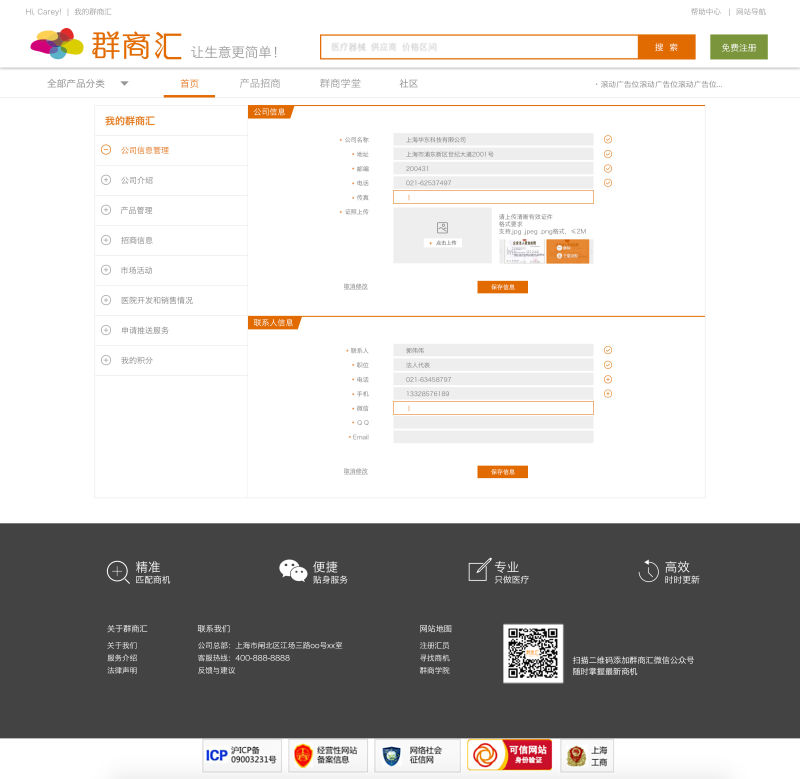 Hi, Carey! | 我的群商汇
帮助中心 | 网站导航
群商汇 让生意更简单!
医疗器械 供应商 价格区间
搜 索
免费注册
全部产品分类
首页
产品招商
群商学堂
社区
· 滚动广告位滚动广告位滚动广告位...
我的群商汇
公司信息管理
公司介绍
产品管理
招商信息
市场活动
医院开发和销售情况
申请推送服务
我的积分
公司信息
公司名称 上海华东科技有限公司
地址 上海市浦东新区世纪大道2001号
邮编 200431
电话 021-62537497
传真
证照上传
点击上传
请上传清晰有效证件
格式要求
支持.jpg .jpeg .png格式，≤2M
取消修改
保存信息
联系人信息
联系人 郭伟伟
职位 法人代表
电话 021-63458797
手机 13328576189
微信
Q Q
Email
取消修改
保存信息
精准
匹配商机
便捷
贴身服务
专业
只做医疗
高效
时时更新
关于群商汇
关于我们
服务介绍
法律声明
联系我们
公司总部：上海市闸北区江场三路oo号xx室
客服热线：400-888-8888
反馈与建议
网站地图
注册汇员
寻找商机
群商学院
扫描二维码添加群商汇微信公众号
随时掌握最新商机
ICP 沪ICP备
09003231号
经营性网站
备案信息
网络社会
征信网
可信网站
身份验证
上海
工商